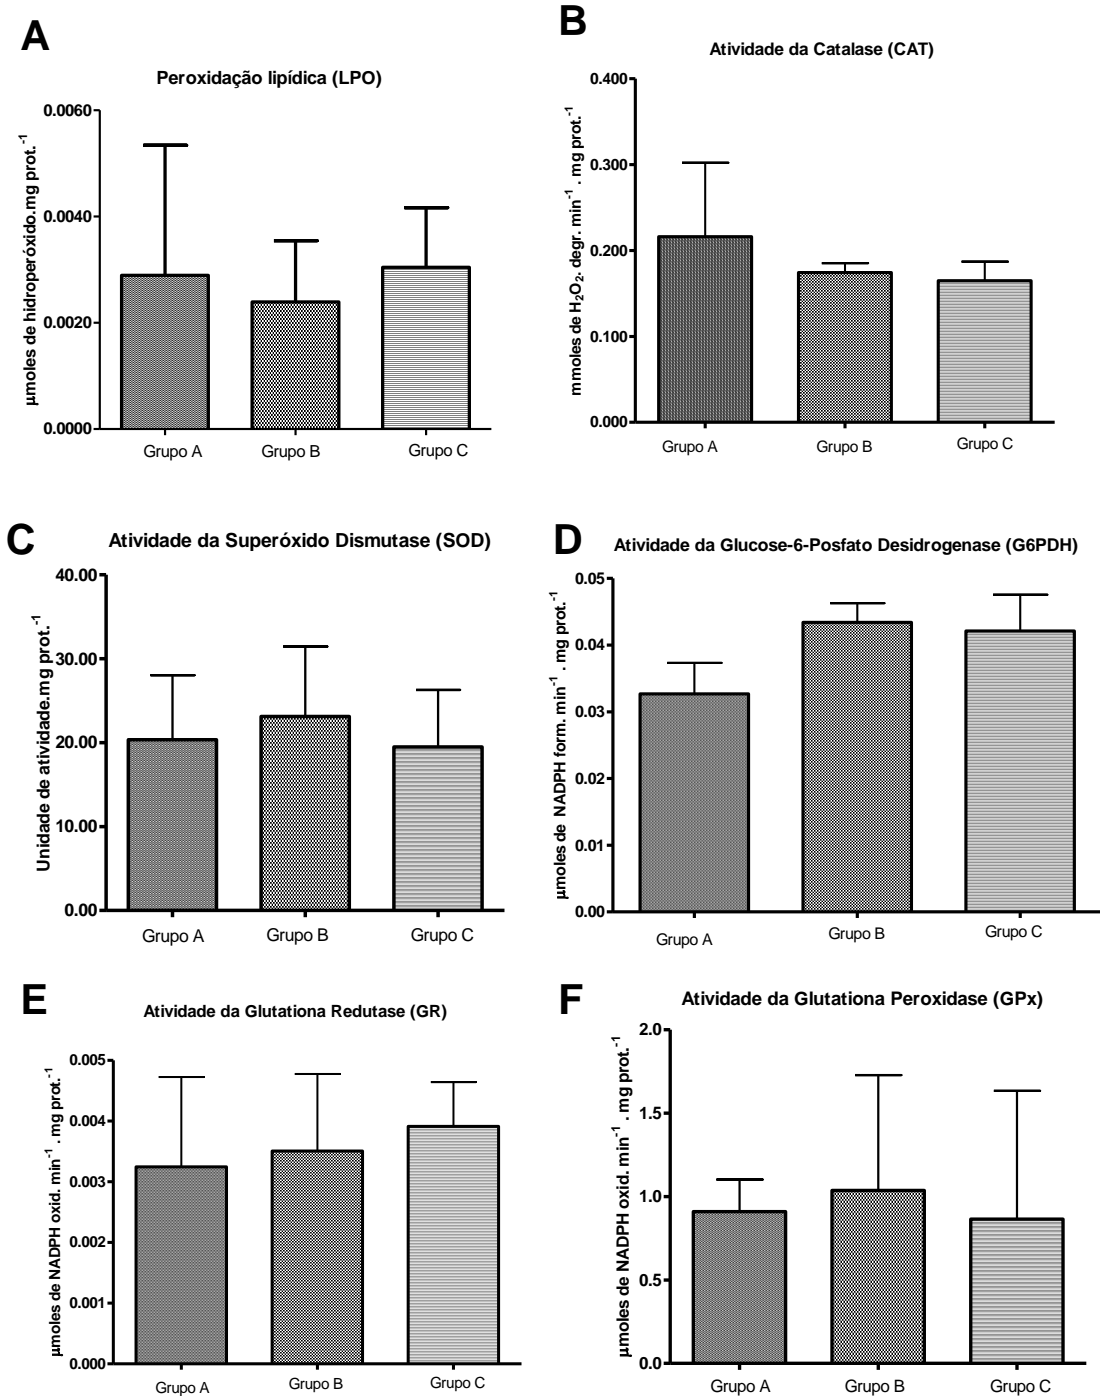 A
Peroxidação lipídica (LPO)
µmoles de hidroperóxido.mg prot.⁻¹
0.0060
0.0040
0.0020
0.0000
Grupo A
Grupo B
Grupo C
B
Atividade da Catalase (CAT)
mmoles de H₂O₂. degr. min⁻¹ . mg prot.⁻¹
0.400
0.300
0.200
0.100
0.000
Grupo A
Grupo B
Grupo C
C
Atividade da Superóxido Dismutase (SOD)
Unidade de atividade.mg prot.⁻¹
40.00
30.00
20.00
10.00
0.00
Grupo A
Grupo B
Grupo C
D
Atividade da Glucose-6-Posfato Desidrogenase (G6PDH)
µmoles de NADPH form. min⁻¹ . mg prot.⁻¹
0.05
0.04
0.03
0.02
0.01
0.00
Grupo A
Grupo B
Grupo C
E
Atividade da Glutationa Redutase (GR)
µmoles de NADPH oxid. min⁻¹ . mg prot.⁻¹
0.005
0.004
0.003
0.002
0.001
0.000
Grupo A
Grupo B
Grupo C
F
Atividade da Glutationa Peroxidase (GPx)
µmoles de NADPH oxid. min⁻¹ . mg prot.⁻¹
2.0
1.5
1.0
0.5
0.0
Grupo A
Grupo B
Grupo C